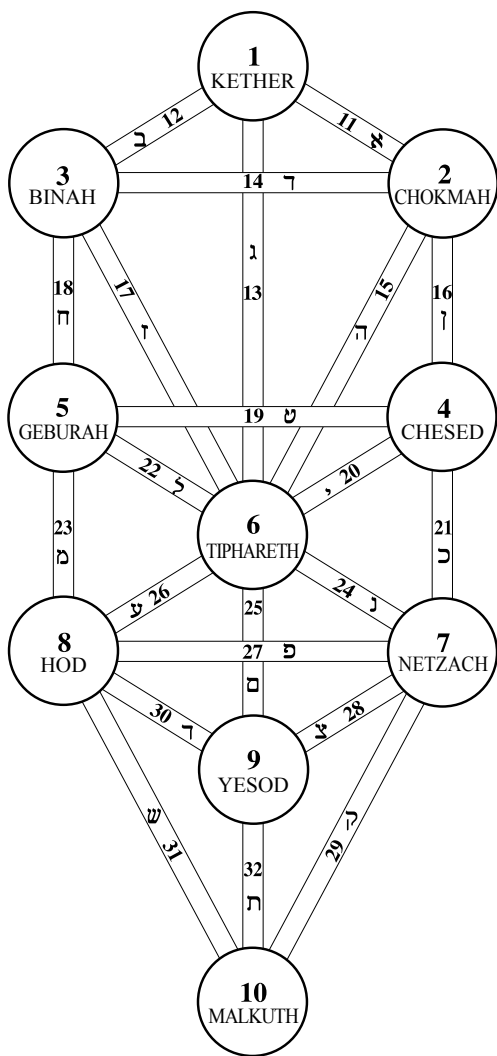 1
KETHER
ב 12
11 א
3
BINAH
14 ד
2
CHOKMAH
ג
13
17
ז
15
ה
18
ח
16
ו
5
GEBURAH
19 ט
4
CHESED
22 ל
י 20
6
TIPHARETH
23
מ
21
כ
ע 26
25
24 נ
8
HOD
27 פ
7
NETZACH
ס
30 ר
צ 28
9
YESOD
ש
31
32
ת
ק
29
10
MALKUTH